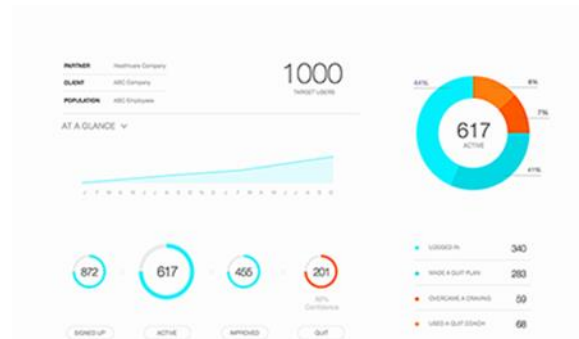 PARTNER Healthcare Company
CLIENT ABC Company
POPULATION ABC Employees
1000
TARGET USERS
AT A GLANCE
J F M A M J J A S O N D J F M A M J J A S O
872
617
455
201
92%
Confidence
SIGNED UP
ACTIVE
IMPROVED
QUIT
44%
7%
41%
617
ACTIVE
LOGGED IN 340
MADE A QUIT PLAN 283
OVERCAME A CRAVING 59
USED A QUIT COACH 68